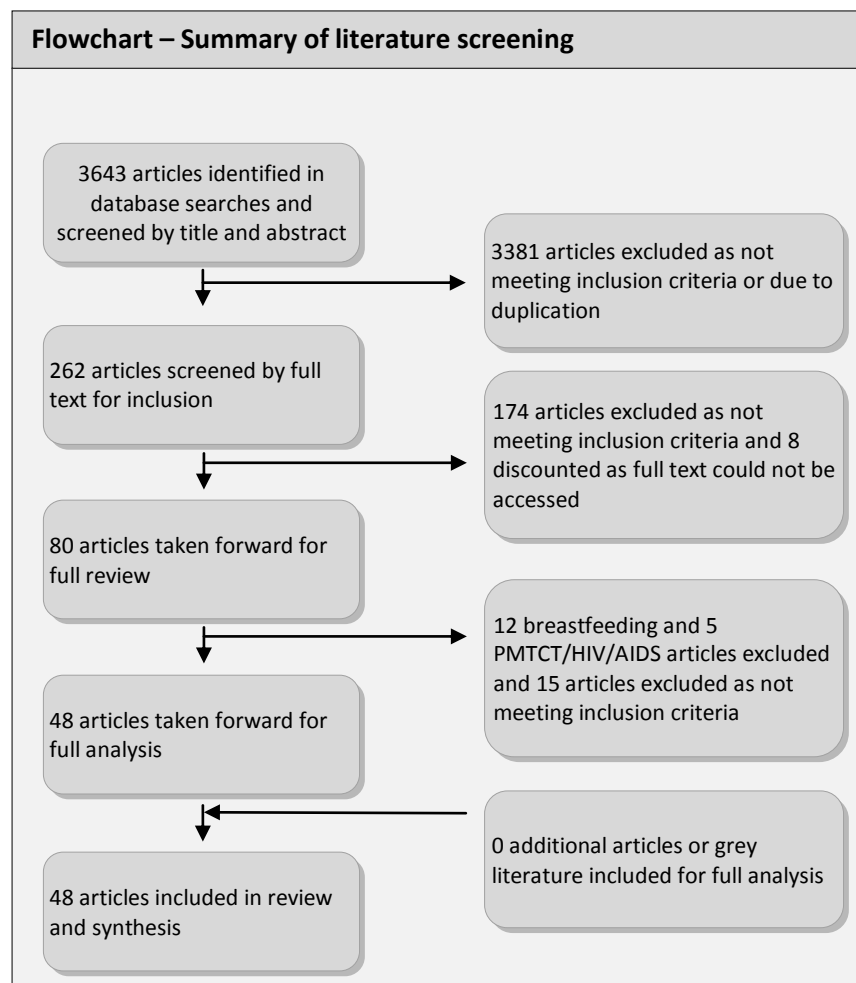 Flowchart – Summary of literature screening
3643 articles identified in
database searches and
screened by title and abstract
3381 articles excluded as not
meeting inclusion criteria or due to
duplication
262 articles screened by full
text for inclusion
174 articles excluded as not
meeting inclusion criteria and 8
discounted as full text could not be
accessed
80 articles taken forward for
full review
12 breastfeeding and 5
PMTCT/HIV/AIDS articles excluded
and 15 articles excluded as not
meeting inclusion criteria
48 articles taken forward for
full analysis
0 additional articles or grey
literature included for full analysis
48 articles included in review
and synthesis